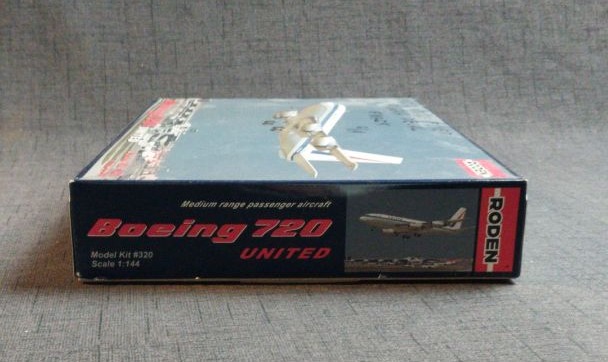 Medium range passenger aircraft
Boeing 720
UNITED
Model Kit #320
Scale 1:144
RODEN